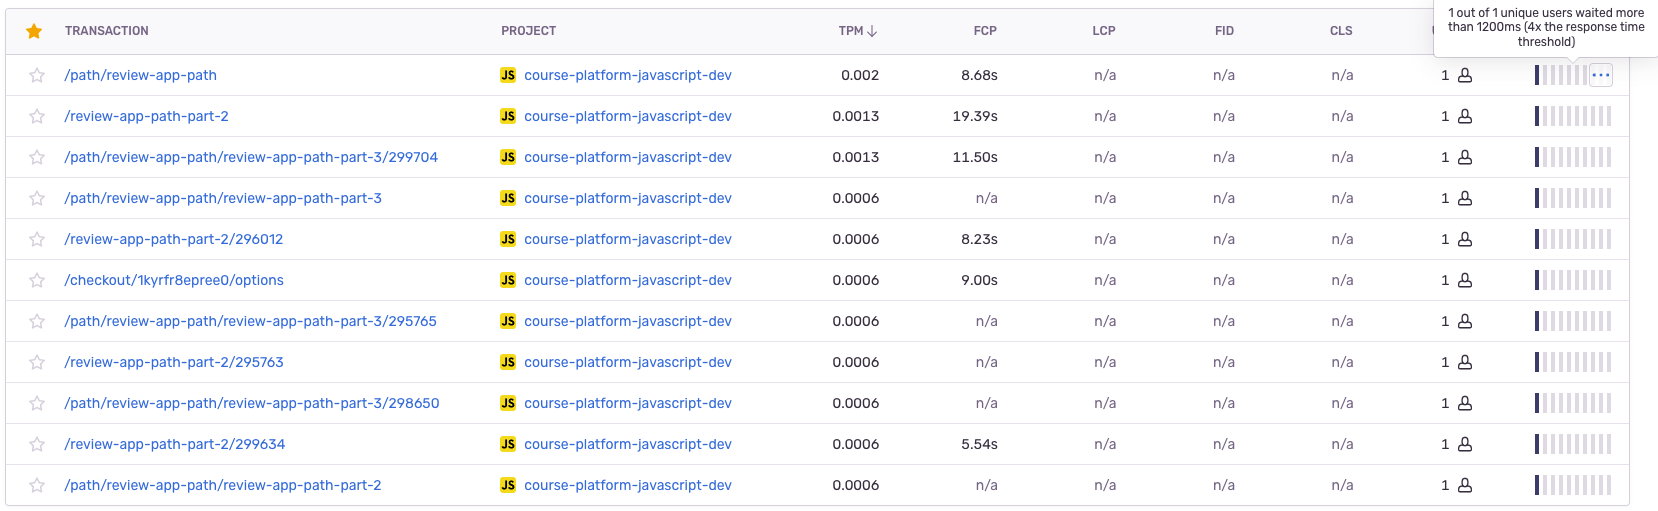 1 out of 1 unique users waited more
than 1200ms (4x the response time
threshold)
TRANSACTION PROJECT TPM FCP LCP FID CLS
/path/review-app-path JS course-platform-javascript-dev 0.002 8.68s n/a n/a n/a 1
/review-app-path-part-2 JS course-platform-javascript-dev 0.0013 19.39s n/a n/a n/a 1
/path/review-app-path/review-app-path-part-3/299704 JS course-platform-javascript-dev 0.0013 11.50s n/a n/a n/a 1
/path/review-app-path/review-app-path-part-3 JS course-platform-javascript-dev 0.0006 n/a n/a n/a n/a 1
/review-app-path-part-2/296012 JS course-platform-javascript-dev 0.0006 8.23s n/a n/a n/a 1
/checkout/1kyrfr8epree0/options JS course-platform-javascript-dev 0.0006 9.00s n/a n/a n/a 1
/path/review-app-path/review-app-path-part-3/295765 JS course-platform-javascript-dev 0.0006 n/a n/a n/a n/a 1
/review-app-path-part-2/295763 JS course-platform-javascript-dev 0.0006 n/a n/a n/a n/a 1
/path/review-app-path/review-app-path-part-3/298650 JS course-platform-javascript-dev 0.0006 n/a n/a n/a n/a 1
/review-app-path-part-2/299634 JS course-platform-javascript-dev 0.0006 5.54s n/a n/a n/a 1
/path/review-app-path/review-app-path-part-2 JS course-platform-javascript-dev 0.0006 n/a n/a n/a n/a 1